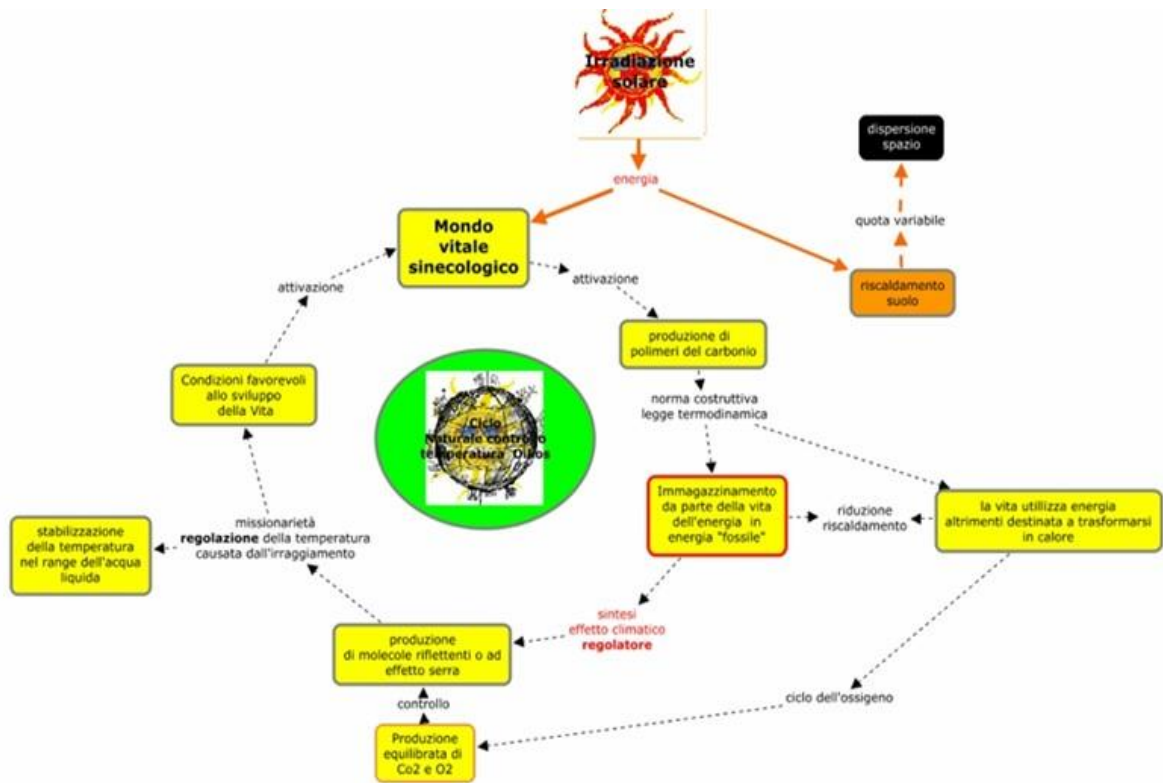 Irradiazione
solare
dispersione
spazio
energia
quota variabile
Mondo
vitale
sinecologico
attivazione
attivazione
riscaldamento
suolo
produzione di
polimeri del carbonio
Condizioni favorevoli
allo sviluppo
della Vita
norma costruttiva
legge termodinamica
Ciclo
Naturale controllo
temperatura Oikos
Immagazzinamento
da parte della vita
dell'energia in
energia "fossile"
riduzione
riscaldamento
la vita utilizza energia
altrimenti destinata a trasformarsi
in calore
stabilizzazione
della temperatura
nel range dell'acqua
liquida
missionarietà
regolazione della temperatura
causata dall'irraggiamento
sintesi
effetto climatico
regolatore
produzione
di molecole riflettenti o ad
effetto serra
controllo
ciclo dell'ossigeno
Produzione
equilibrata di
Co2 e O2